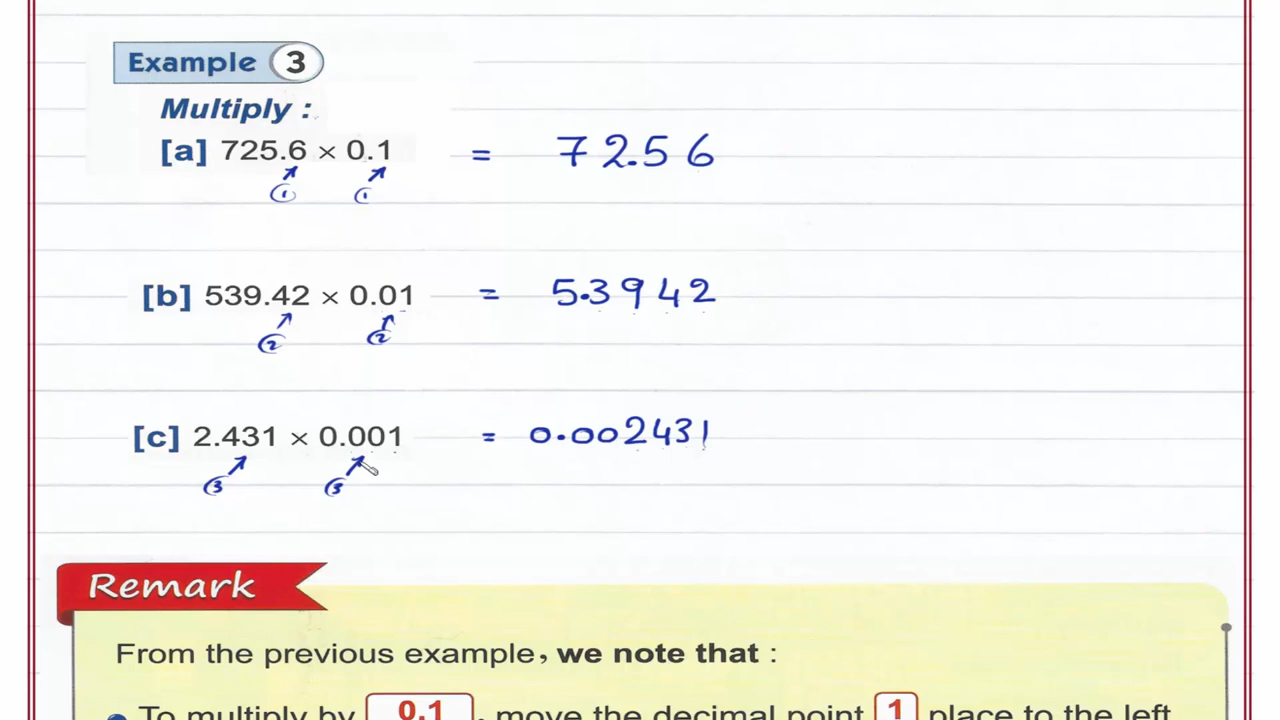 Example 3
Multiply :
[a] 725.6 × 0.1 = 72.56
1 1
[b] 539.42 × 0.01 = 5.3942
2 2
[c] 2.431 × 0.001 = 0.002431
3 3
Remark
From the previous example, we note that :
To multiply by 0.1, move the decimal point 1 place to the left